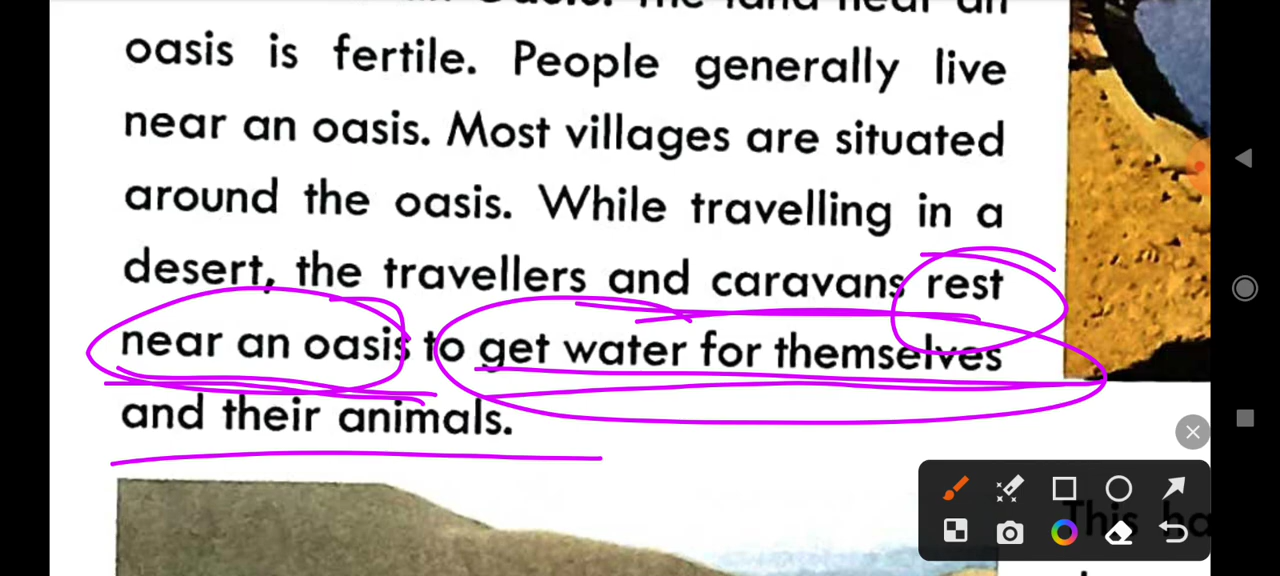 oasis is fertile. People generally live
near an oasis. Most villages are situated
around the oasis. While travelling in a
desert, the travellers and caravans rest
near an oasis to get water for themselves
and their animals.
This